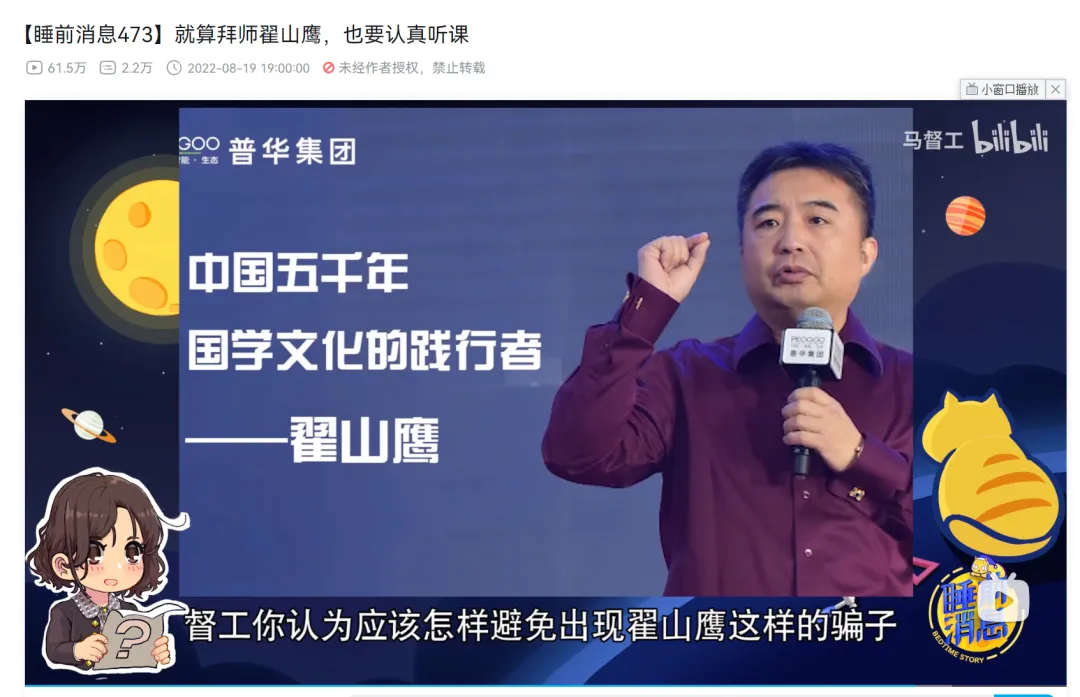 【睡前消息473】就算拜师翟山鹰，也要认真听课
61.5万 2.2万 2022-08-19 19:00:00 未经作者授权，禁止转载
小窗口播放
马督工 bilibili
GOO 普华集团
能·生态
中国五千年
国学文化的践行者
——翟山鹰
PEOGOO
普华集团
?
睡前消息
BEDTIME STORY
督工你认为应该怎样避免出现翟山鹰这样的骗子